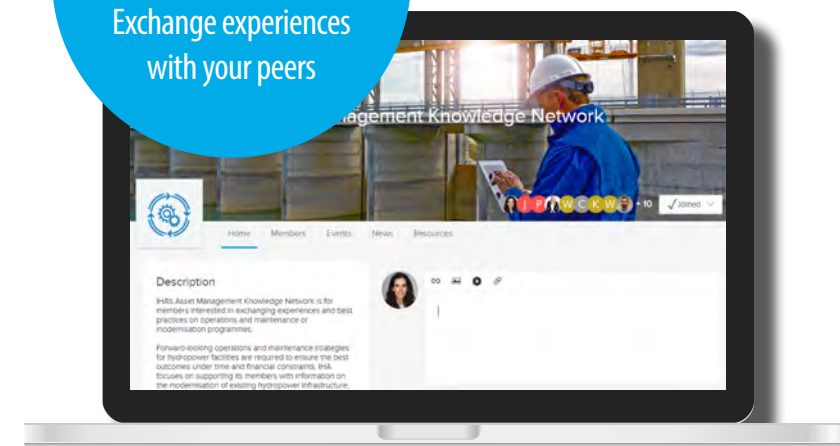 Exchange experiences
with your peers
agement Knowledge Network
J P W C K W + 10 Joined
Home Members Events News Resources
Description
IHA's Asset Management Knowledge Network is for
members interested in exchanging experiences and best
practices on operations and maintenance or
modernisation programmes.
Forward-looking operations and maintenance strategies
for hydropower facilities are required to ensure the best
outcomes under time and financial constraints. IHA
focuses on supporting its members with information on
the modernisation of existing hydropower infrastructure,